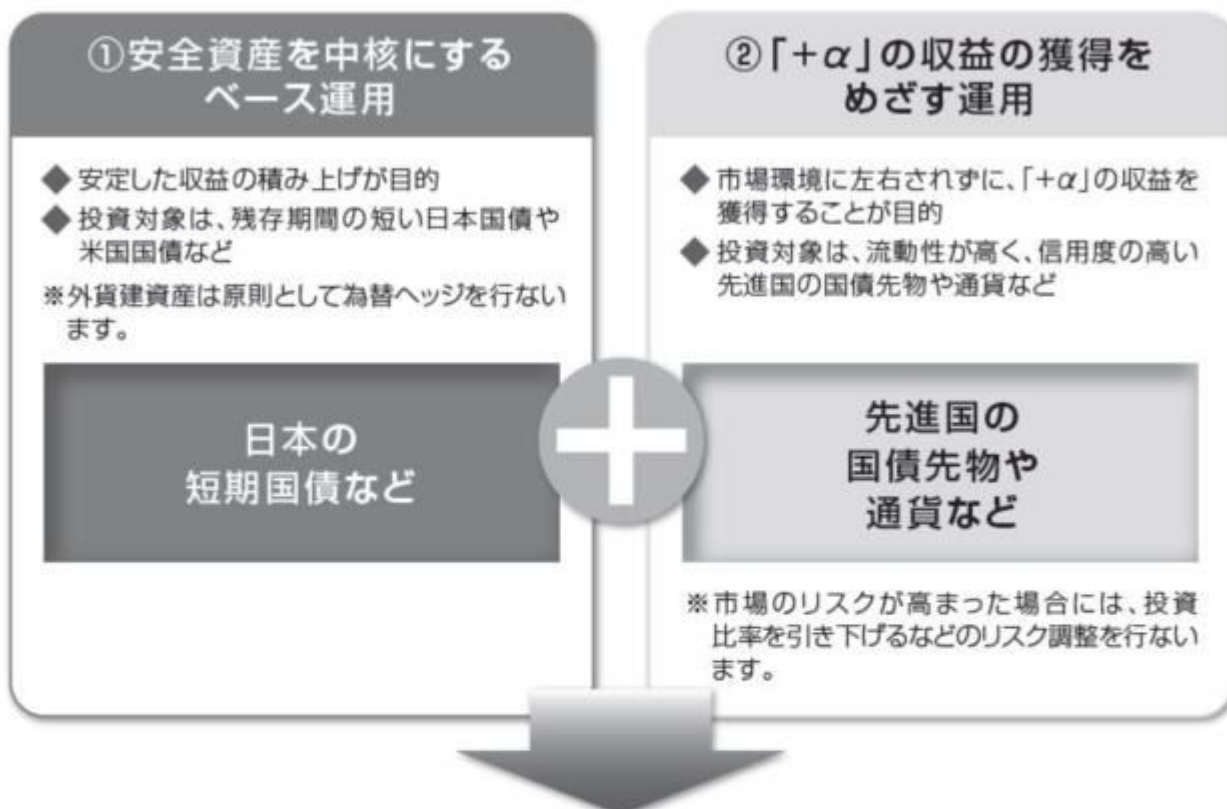 ①安全資産を中核にする
ベース運用
◆ 安定した収益の積み上げが目的
◆ 投資対象は、残存期間の短い日本国債や
米国国債など
※外貨建資産は原則として為替ヘッジを行ない
ます。
日本の
短期国債など
②「+α」の収益の獲得を
めざす運用
◆ 市場環境に左右されずに、「+α」の収益を
獲得することが目的
◆ 投資対象は、流動性が高く、信用度の高い
先進国の国債先物や通貨など
先進国の
国債先物や
通貨など
※市場のリスクが高まった場合には、投資
比率を引き下げるなどのリスク調整を行ない
ます。